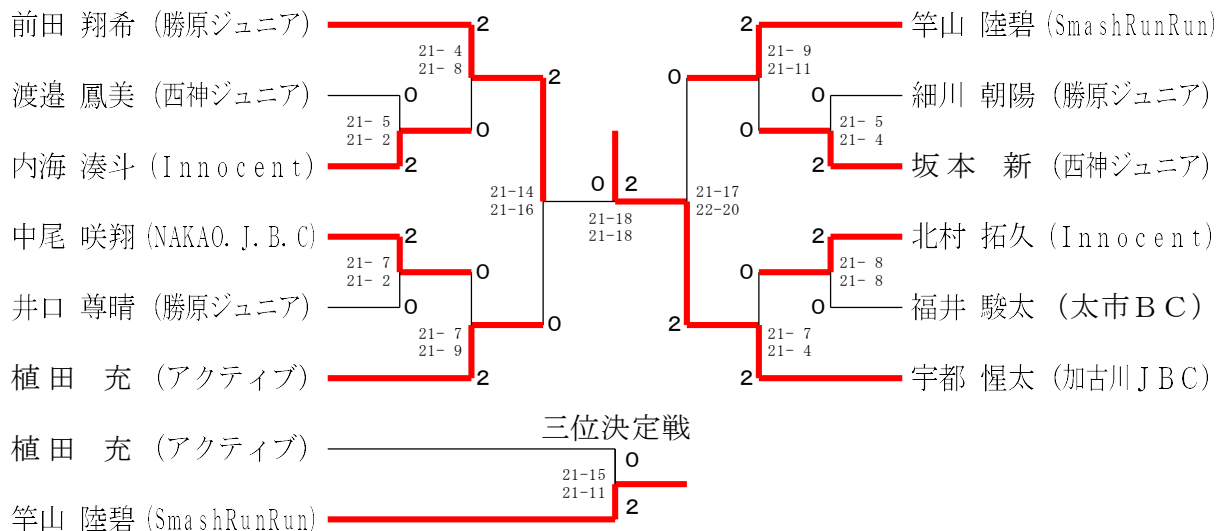 前田 翔希 (勝原ジュニア) 2 2 竿山 陸碧 (SmashRunRun)
21- 4 21- 9
21- 8 2 0 21-11
渡邉 鳳美 (西神ジュニア) 0 0 細川 朝陽 (勝原ジュニア)
21- 5 21- 5
21- 2 0 0 21- 4
内海 湊斗 (Innocent) 2 2 坂本 新 (西神ジュニア)
21-14 0 2 21-17
21-16 22-20
21-18
21-18
中尾 咲翔 (NAKAO.J.B.C) 2 2 北村 拓久 (Innocent)
21- 7 21- 8
21- 2 0 0 21- 8
井口 尊晴 (勝原ジュニア) 0 0 福井 駿太 (太市BC)
0 2
21- 7 21- 7
21- 9 21- 4
植田 充 (アクティブ) 2 2 宇都 惺太 (加古川JBC)
三位決定戦
植田 充 (アクティブ) 0
21-15
21-11
竿山 陸碧 (SmashRunRun) 2